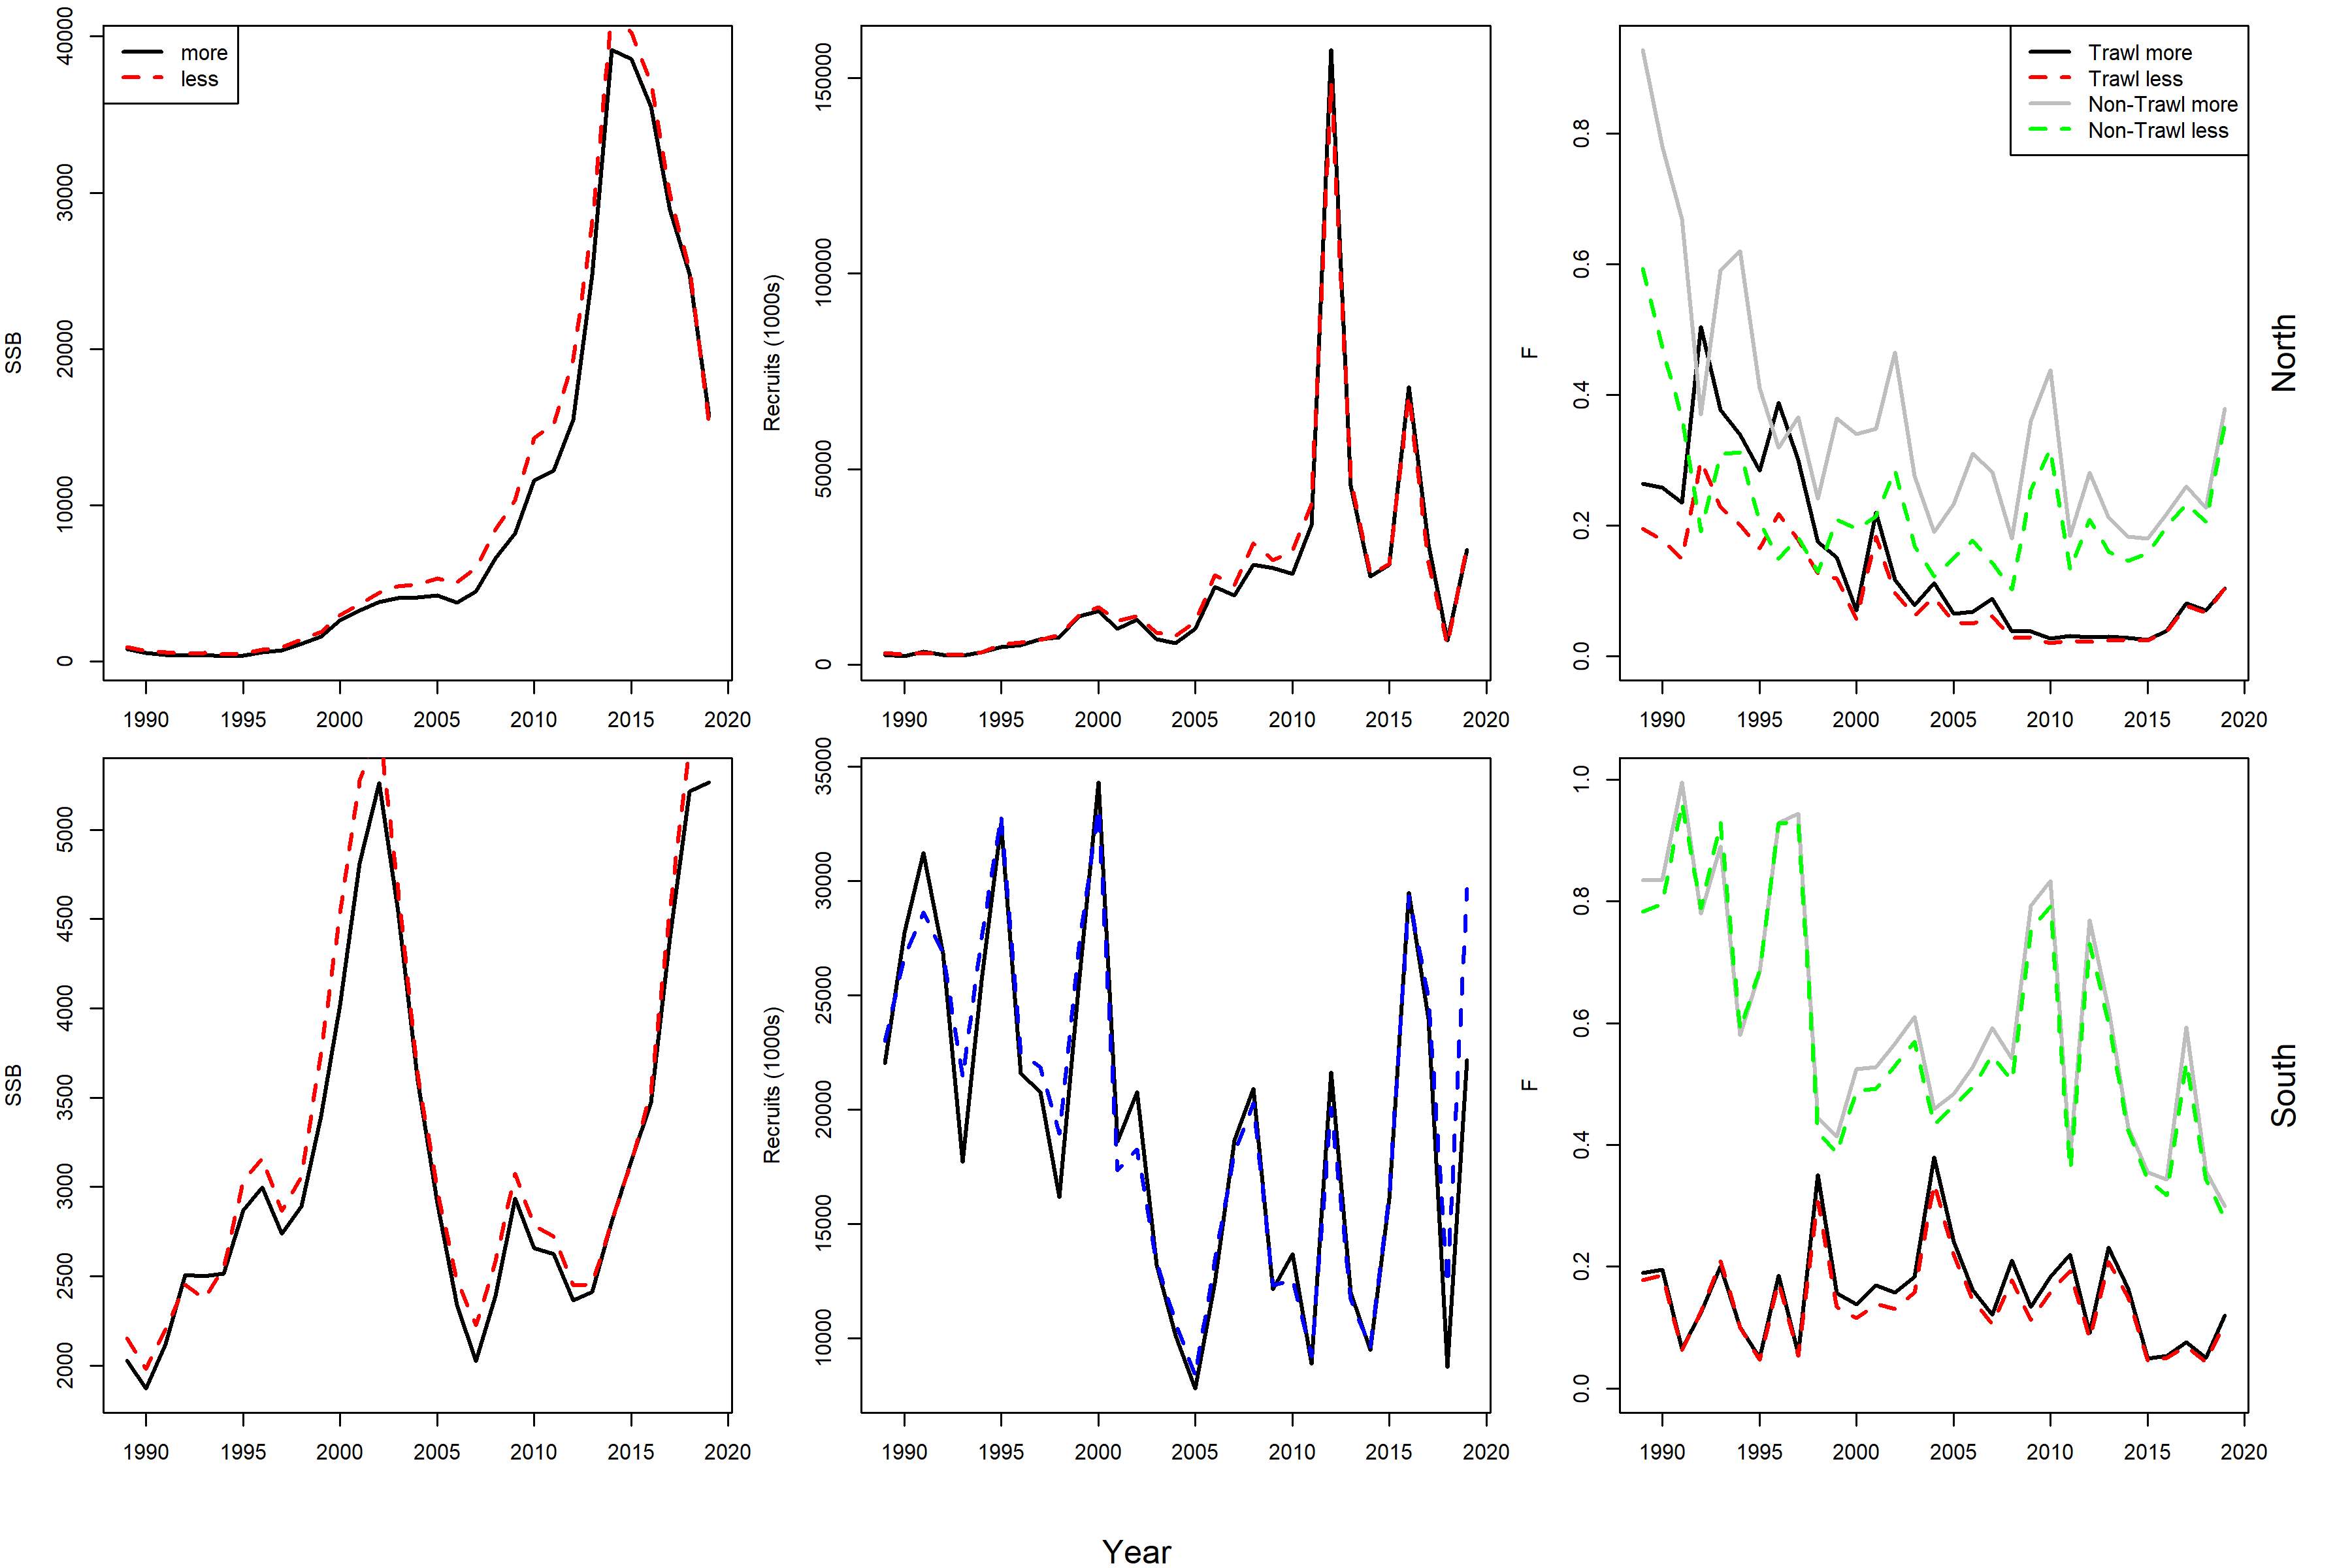 SSB
0 10000 20000 30000 40000
more
less
1990 1995 2000 2005 2010 2015 2020
Recruits (1000s)
0 50000 100000 150000
1990 1995 2000 2005 2010 2015 2020
F
0.0 0.2 0.4 0.6 0.8
Trawl more
Trawl less
Non-Trawl more
Non-Trawl less
1990 1995 2000 2005 2010 2015 2020
North
SSB
2000 2500 3000 3500 4000 4500 5000
1990 1995 2000 2005 2010 2015 2020
Recruits (1000s)
10000 15000 20000 25000 30000 35000
1990 1995 2000 2005 2010 2015 2020
F
0.0 0.2 0.4 0.6 0.8 1.0
1990 1995 2000 2005 2010 2015 2020
South
Year